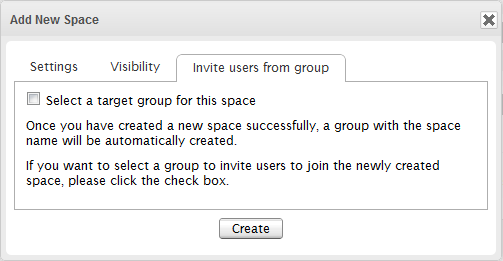 Add New Space
Settings Visibility Invite users from group
Select a target group for this space
Once you have created a new space successfully, a group with the space
name will be automatically created.
If you want to select a group to invite users to join the newly created
space, please click the check box.
Create